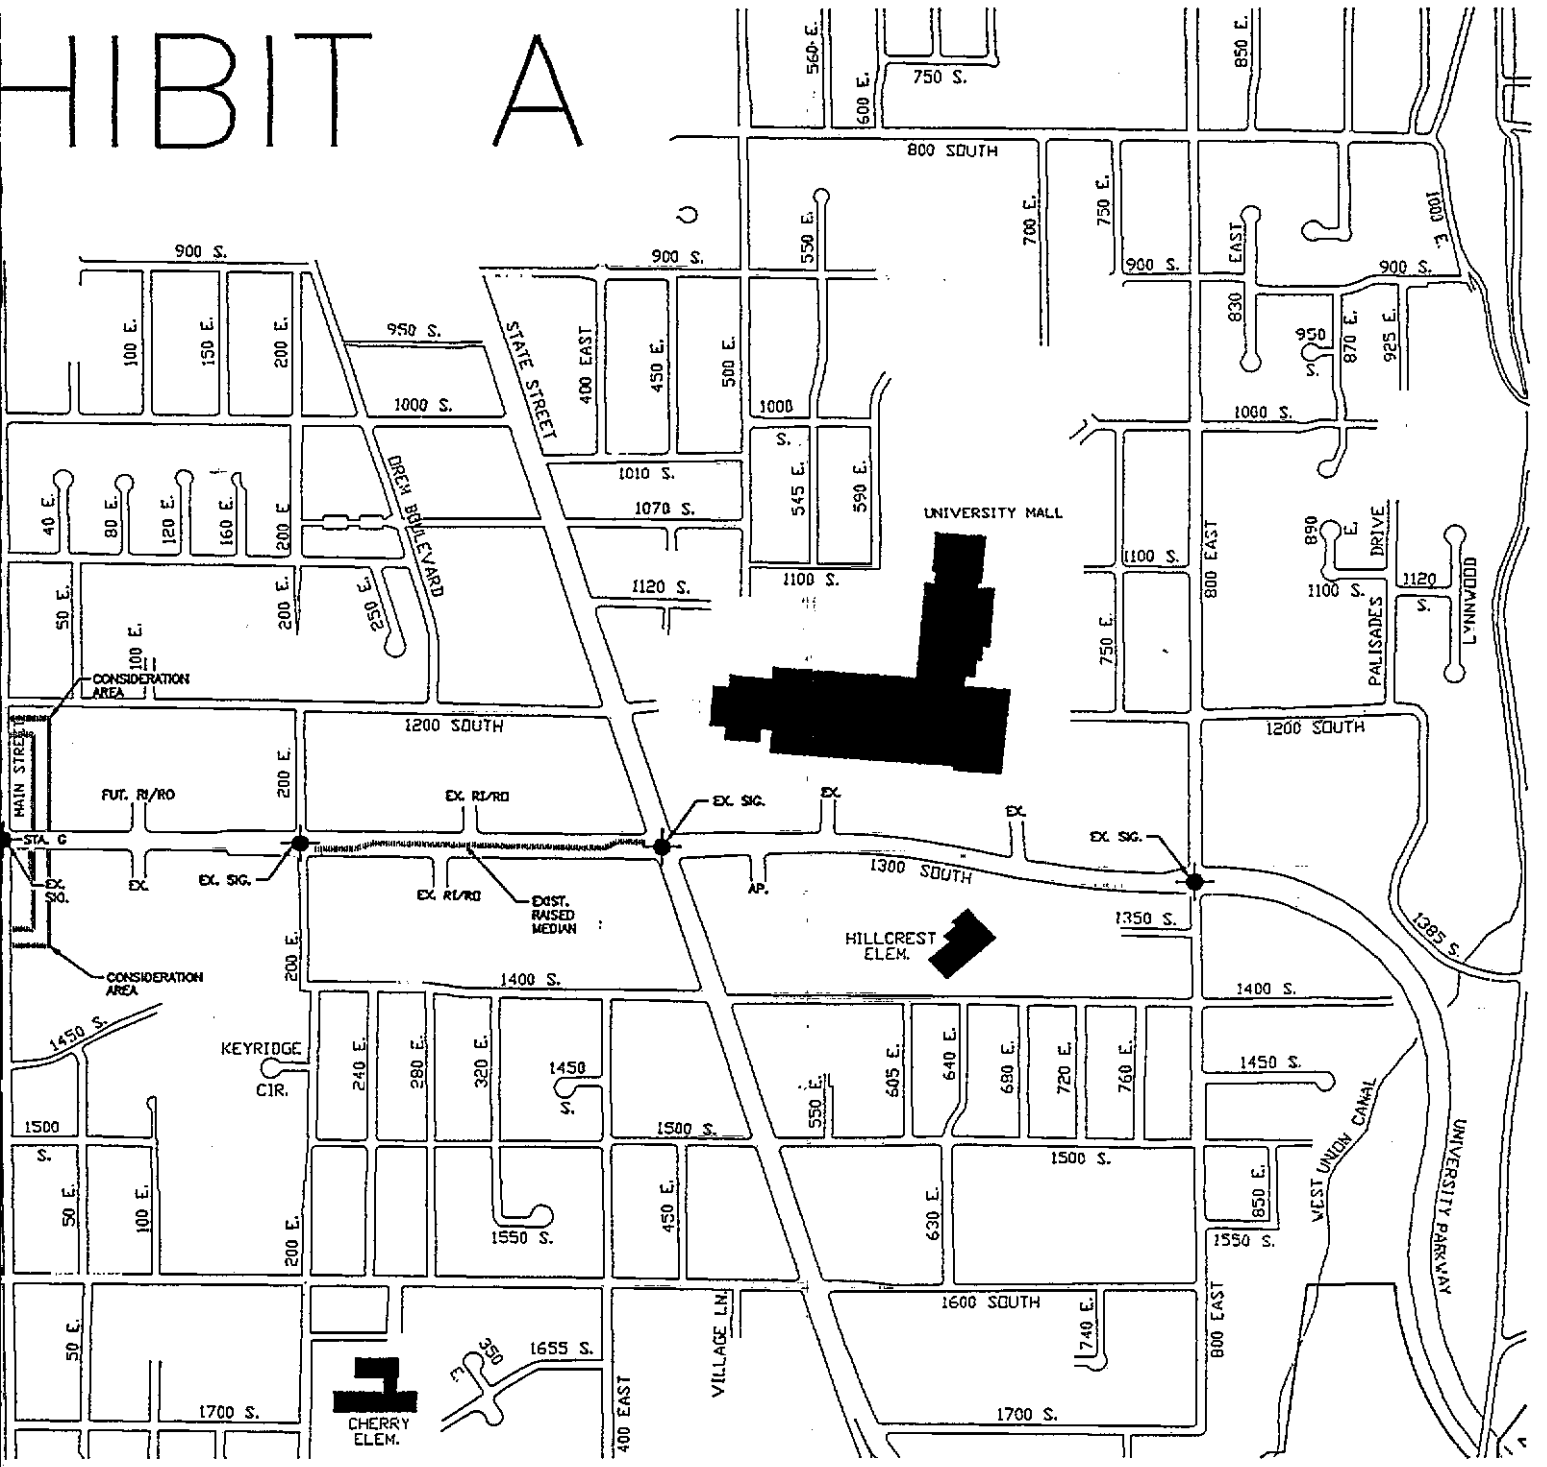 HIBIT A
560 E.
600 E.
750 S.
850 E.
800 SOUTH
1000 E.
550 E.
700 E.
750 E.
EAST
830
900 S.
900 S.
900 S.
900 S.
100 E.
150 E.
200 E.
950 S.
STATE STREET
400 EAST
450 E.
500 E.
950
S.
870 E.
925 E.
1000 S.
1000
S.
1000 S.
OREM BOULEVARD
1010 S.
545 E.
590 E.
40 E.
80 E.
120 E.
160 E.
200 E
1070 S.
UNIVERSITY MALL
800 EAST
890
E.
DRIVE
PALISADES
1100 S.
1100 S.
1100 S.
1120
S.
LYNNWOOD
50 E.
200 E.
250 E.
1120 S.
750 E.
100 E.
CONSIDERATION
AREA
MAIN STREET
1200 SOUTH
1200 SOUTH
200 E.
FUT. RI/RO
EX. RI/RO
EX. SIG.
EX.
EX.
EX. SIG.
STA. G
EX.
SIG.
EX.
EX. SIG.
EX. RI/RO
EXIST.
RAISED
MEDIAN
AP.
1300 SOUTH
1350 S.
HILLCREST
ELEM.
1385 S.
200 E.
CONSIDERATION
AREA
1400 S.
1400 S.
1450 S.
KEYRIDGE
CIR.
240 E.
280 E.
320 E.
1450
S.
550 E.
605 E.
640 E.
680 E.
720 E.
760 E.
1450 S.
WEST UNION CANAL
UNIVERSITY PARKWAY
1500
S.
1500 S.
1500 S.
50 E.
100 E.
200 E.
1550 S.
450 E.
630 E.
850 E.
1550 S.
1600 SOUTH
800 EAST
50 E.
VILLAGE LN.
740 E.
350
E.
1655 S.
400 EAST
1700 S.
CHERRY
ELEM.
1700 S.